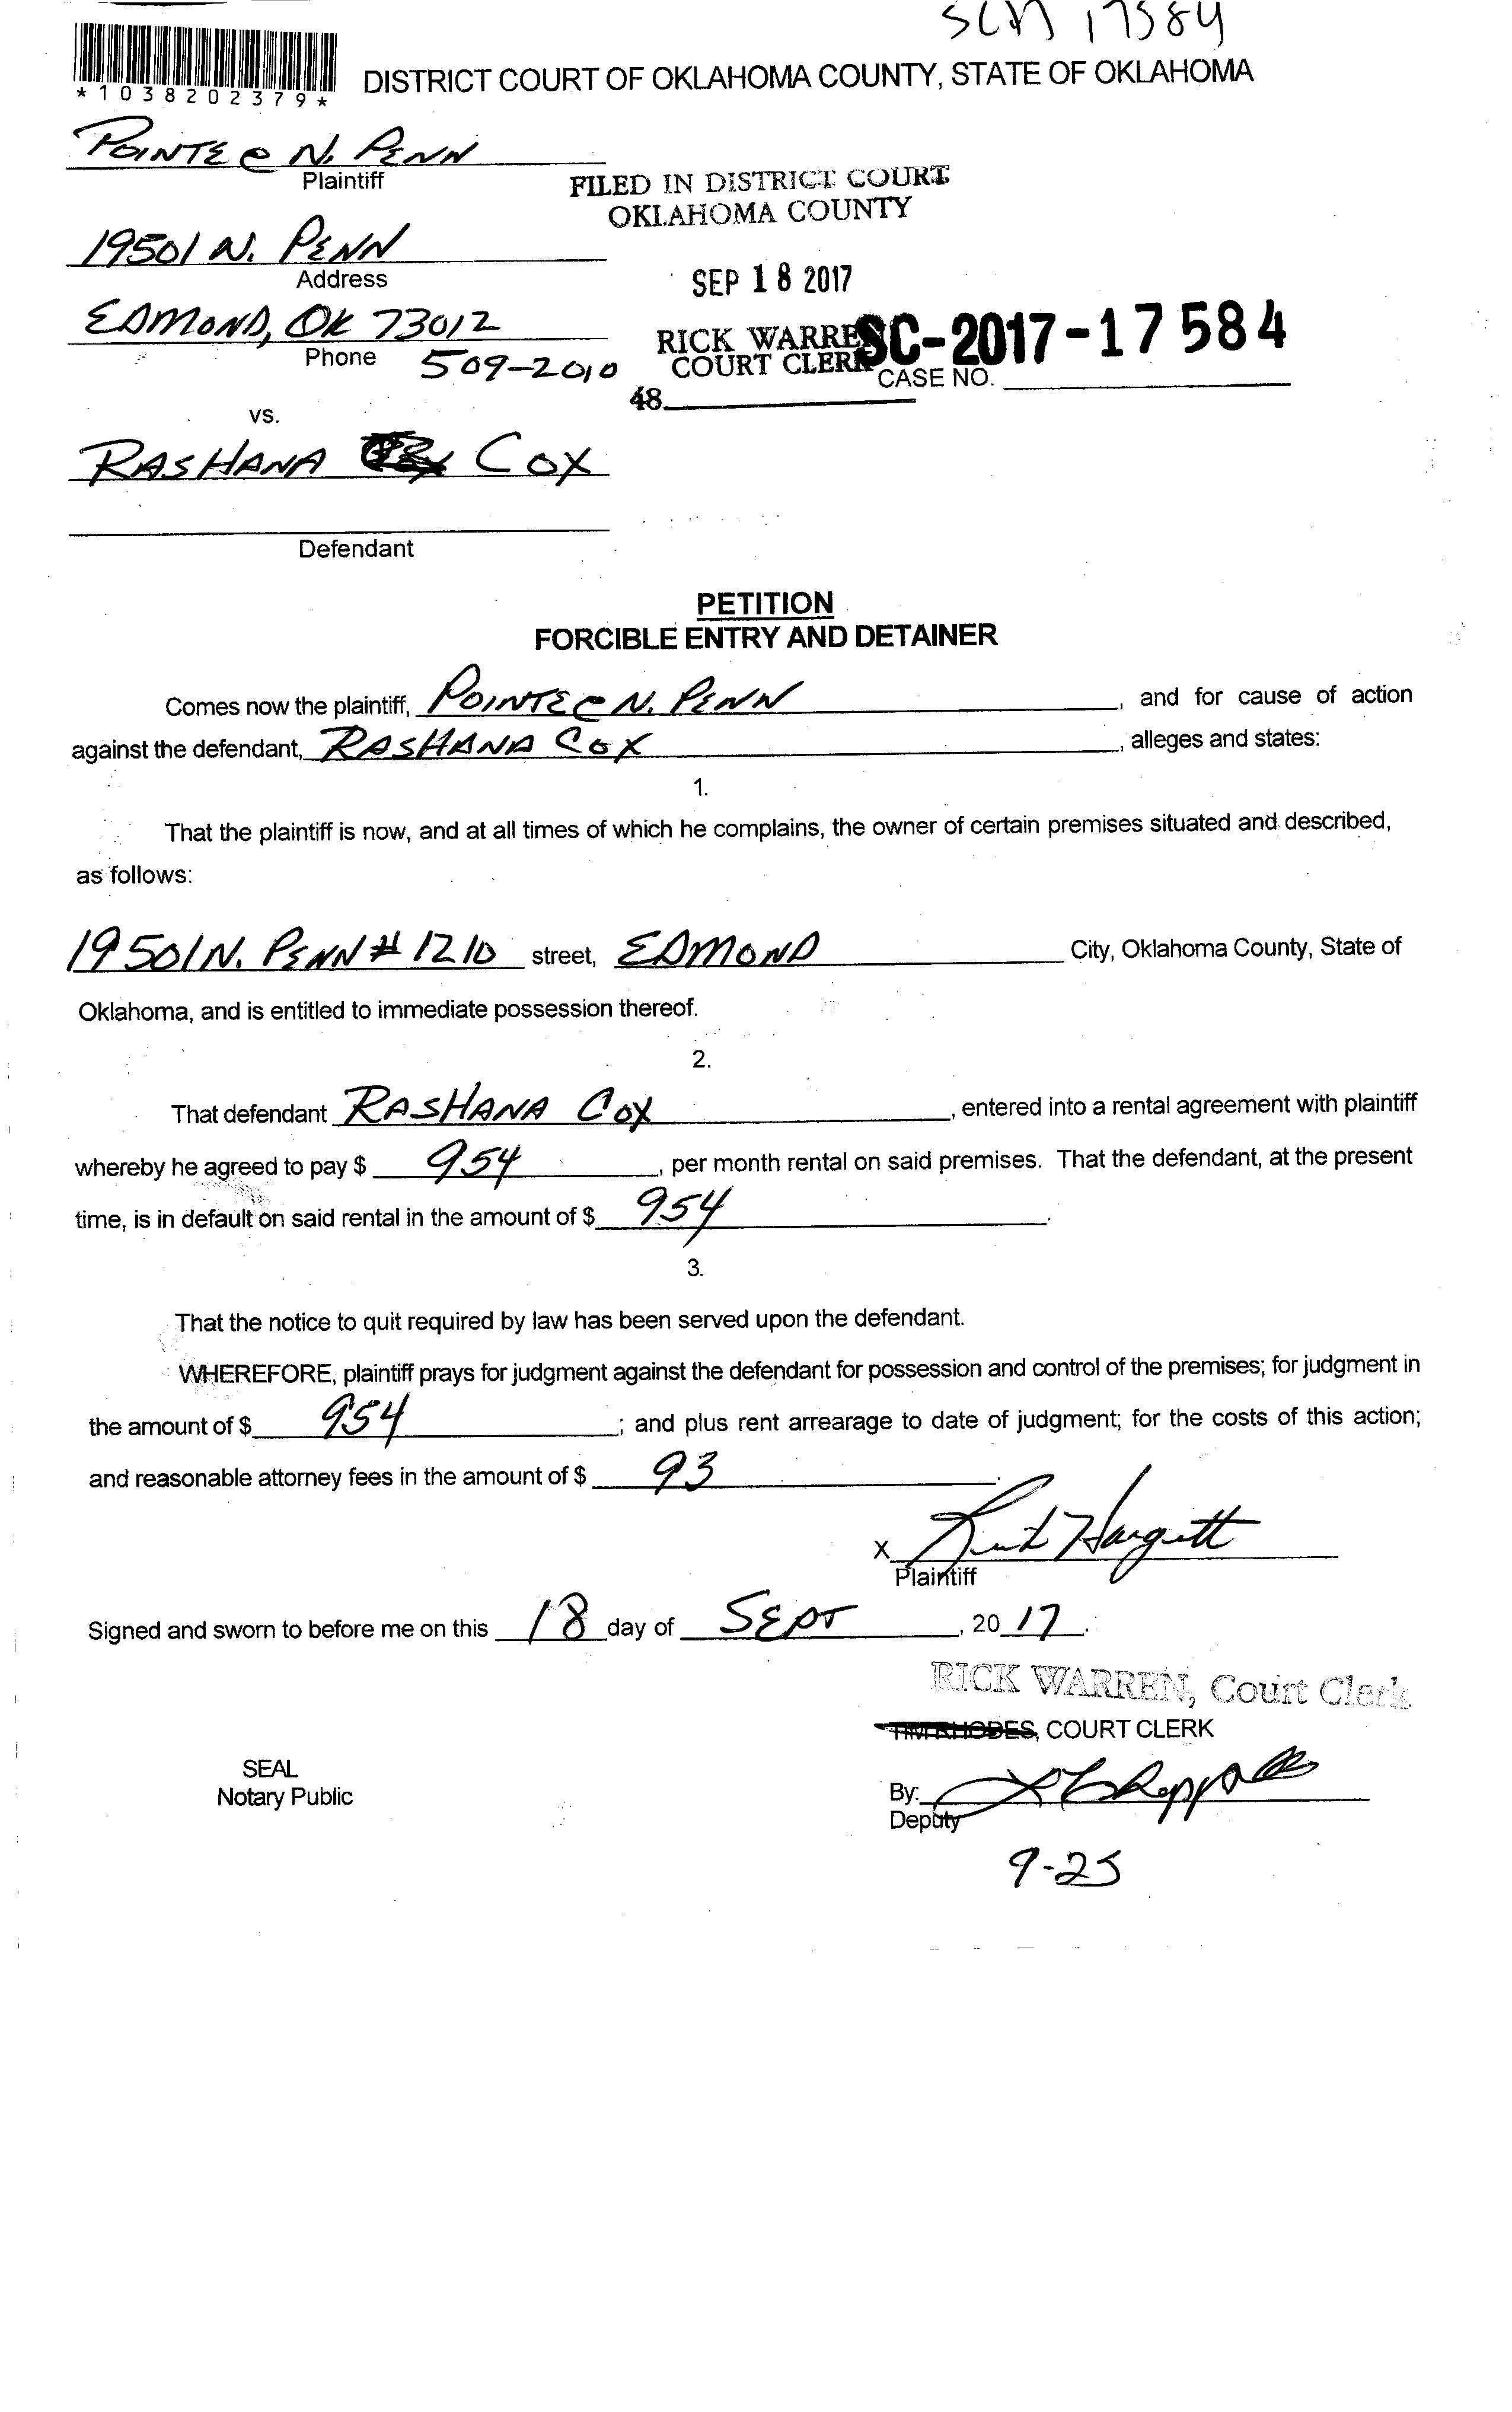 SCM 17584
*1038202379*
DISTRICT COURT OF OKLAHOMA COUNTY, STATE OF OKLAHOMA
POINTE @ N. PENN
Plaintiff
FILED IN DISTRICT COURT
OKLAHOMA COUNTY
19501 N. PENN
Address
SEP 18 2017
EDMOND, OK 73012
Phone 509-2010
RICK WARREN
COURT CLERK
SC-2017-17584
CASE NO.
48
VS.
RASHANA COX
Defendant
PETITION
FORCIBLE ENTRY AND DETAINER
Comes now the plaintiff, POINTE @ N. PENN, and for cause of action
against the defendant, RASHANA COX, alleges and states:
1.
That the plaintiff is now, and at all times of which he complains, the owner of certain premises situated and described,
as follows:
19501 N. PENN # 1210 street, EDMOND City, Oklahoma County, State of
Oklahoma, and is entitled to immediate possession thereof.
2.
That defendant RASHANA COX, entered into a rental agreement with plaintiff
whereby he agreed to pay $ 954, per month rental on said premises. That the defendant, at the present
time, is in default on said rental in the amount of $ 954.
3.
That the notice to quit required by law has been served upon the defendant.
WHEREFORE, plaintiff prays for judgment against the defendant for possession and control of the premises; for judgment in
the amount of $ 954; and plus rent arrearage to date of judgment; for the costs of this action;
and reasonable attorney fees in the amount of $ 93.
X Hargett
Plaintiff
Signed and sworn to before me on this 18 day of SEPT, 20 17.
RICK WARREN, Court Clerk
TIM RHODES, COURT CLERK
SEAL
Notary Public
By:
Deputy
9-25